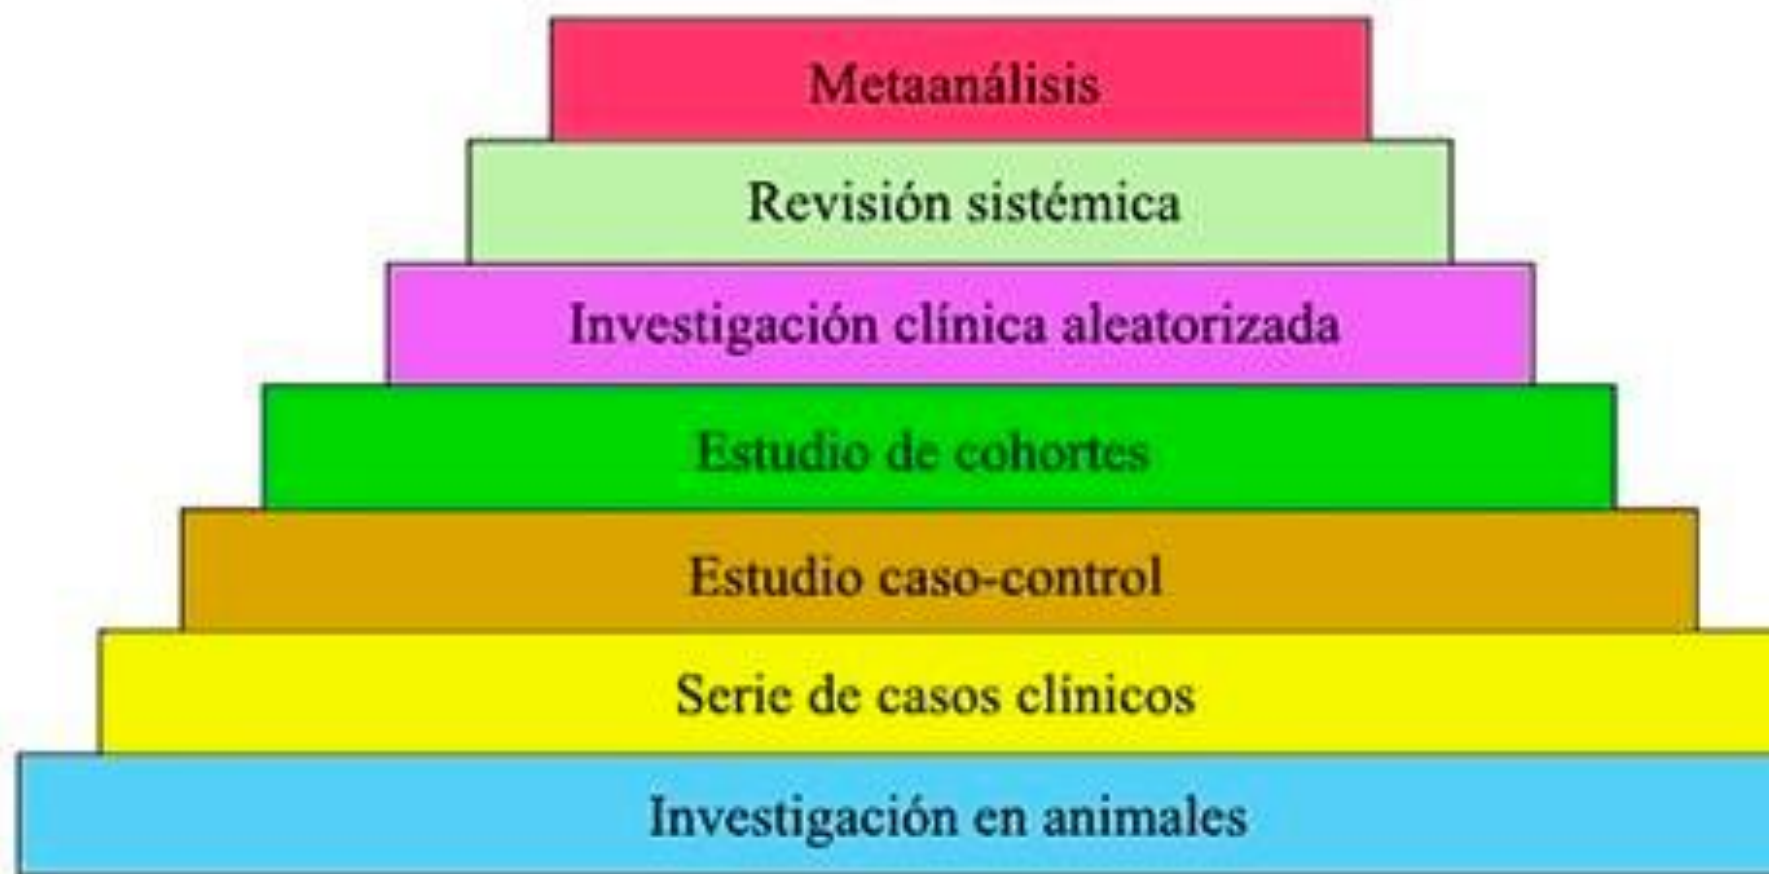 Metaanálisis
Revisión sistémica
Investigación clínica aleatorizada
Estudio de cohortes
Estudio caso-control
Serie de casos clínicos
Investigación en animales